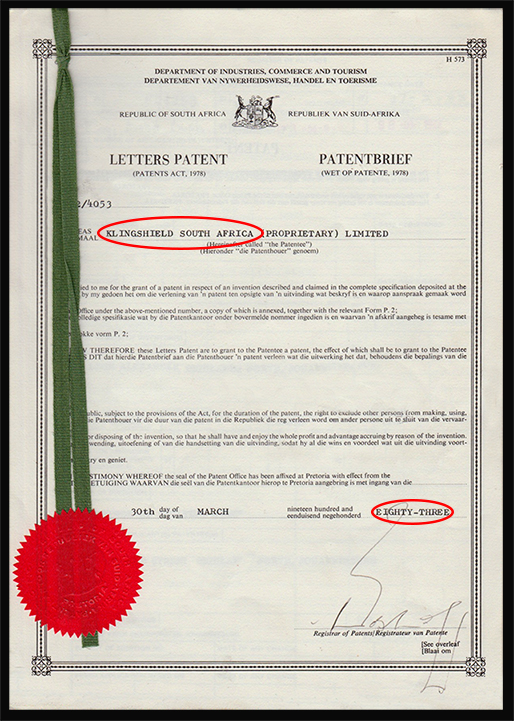 H 573
DEPARTMENT OF INDUSTRIES, COMMERCE AND TOURISM
DEPARTEMENT VAN NYWERHEIDSWESE, HANDEL EN TOERISME
REPUBLIC OF SOUTH AFRICA REPUBLIEK VAN SUID-AFRIKA
LETTERS PATENT PATENTBRIEF
(PATENTS ACT, 1978) (WET OP PATENTE, 1978)
2/4053
EAS
MAAL KLINGSHIELD SOUTH AFRICA (PROPRIETARY) LIMITED
(Hereinafter called "the Patentee")
(Hieronder "die Patenthouer" genoem)
ied to me for the grant of a patent in respect of an invention described and claimed in the complete specification deposited at the
by my gedoen het om die verlening van 'n patent ten opsigte van 'n uitvinding wat beskryf is en waarop aanspraak gemaak word
Office under the above-mentioned number, a copy of which is annexed, together with the relevant Form P. 2;
olledige spesifikasie wat by die Patentkantoor onder bovermelde nommer ingedien is en waarvan 'n afskrif aangeheg is tesame met
kke vorm P. 2;
W THEREFORE these Letters Patent are to grant to the Patentee a patent, the effect of which shall be to grant to the Patentee
S DIT dat hierdie Patentbrief aan die Patenthouer 'n patent verleen wat die uitwerking het dat, behoudens die bepalings van die
public, subject to the provisions of the Act, for the duration of the patent, the right to exclude other persons from making, using,
die Patenthouer vir die duur van die patent in die Republiek die reg verleen word om ander persone uit te sluit van die vervaar-
or disposing of the invention, so that he shall have and enjoy the whole profit and advantage accruing by reason of the invention.
wending, uitoefening of van die handsetting van die uitvinding, sodat hy al die wins en voordeel wat uit die uitvinding voort-
ry en geniet.
STIMONY WHEREOF the seal of the Patent Office has been affixed at Pretoria with effect from the
ETUIGING WAARVAN die seël van die Patentkantoor hierop te Pretoria aangebring is met ingang van die
30th day of MARCH nineteen hundred and EIGHTY-THREE
dag van eenduisend negehonderd
Registrar of Patents/Registrateur van Patente
[See overleaf
[Blaai om